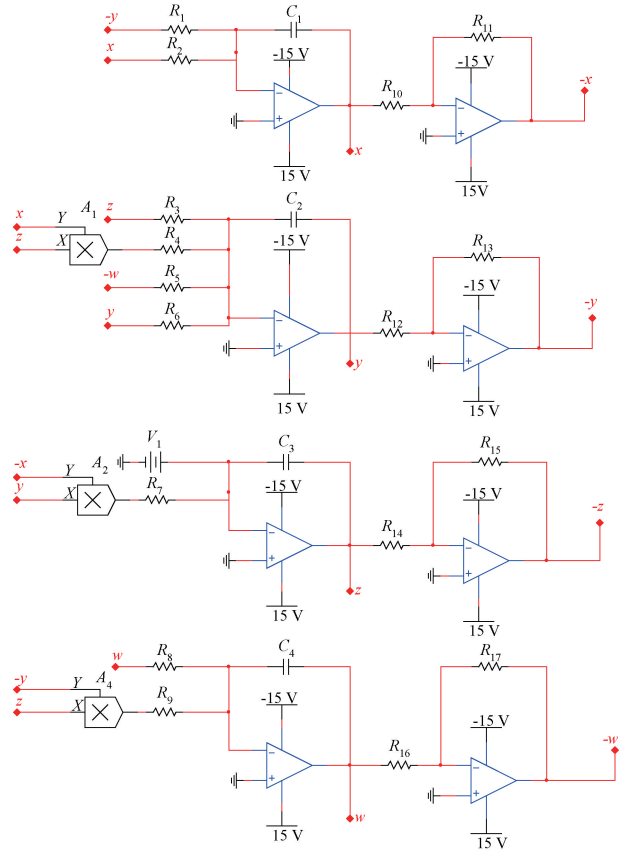 -y R1 C1 R11
x R2 -15 V -15 V
R10 -x
− −
+ +
x
15 V 15V
z R3 C2
x Y A1
z X R4 R13
-w R5 -15 V -15 V
y R6 R12 -y
− −
+ +
y
15 V 15 V
V1 C3 R15
-x Y A2
y X R7 -15 V -15 V
R14 -z
− −
+ +
z
15 V 15 V
w R8 C4 R17
-y Y A4
z X R9 -15 V -15 V
R16 -w
− −
+ +
w
15 V 15 V